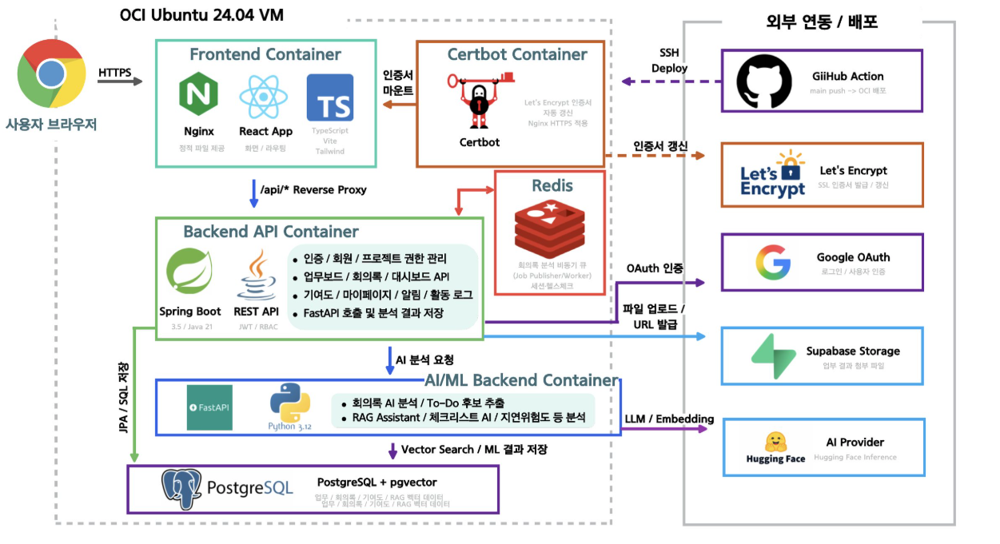 OCI Ubuntu 24.04 VM
외부 연동 / 배포
HTTPS
사용자 브라우저
Frontend Container
Nginx
정적 파일 제공
React App
화면 / 라우팅
TS
TypeScript
Vite
Tailwind
인증서
마운트
Certbot Container
Let's Encrypt 인증서
자동 갱신
Nginx HTTPS 적용
Certbot
SSH
Deploy
GiiHub Action
main push -> OCI 배포
인증서 갱신
Let's
Encrypt
Let's Encrypt
SSL 인증서 발급 / 갱신
/api/* Reverse Proxy
Redis
회의록 분석 비동기 큐
(Job Publisher/Worker)
세션·헬스체크
Backend API Container
Spring Boot
3.5 / Java 21
Java
REST API
JWT / RBAC
인증 / 회원 / 프로젝트 권한 관리
업무보드 / 회의록 / 대시보드 API
기여도 / 마이페이지 / 알림 / 활동 로그
FastAPI 호출 및 분석 결과 저장
OAuth 인증
Google OAuth
로그인 / 사용자 인증
파일 업로드 /
URL 발급
Supabase Storage
업부 결과 첨부 파일
JPA / SQL 저장
AI 분석 요청
AI/ML Backend Container
FastAPI
Python 3.12
회의록 AI 분석 / To-Do 후보 추출
RAG Assistant / 체크리스트 AI / 지연위험도 등 분석
LLM / Embedding
Hugging Face
AI Provider
Hugging Face Inference
Vector Search / ML 결과 저장
PostgreSQL
PostgreSQL + pgvector
업무 / 회의록 / 기여도 / RAG 벡터 데이터
업무 / 회의록 / 기여도 / RAG 벡터 데이터